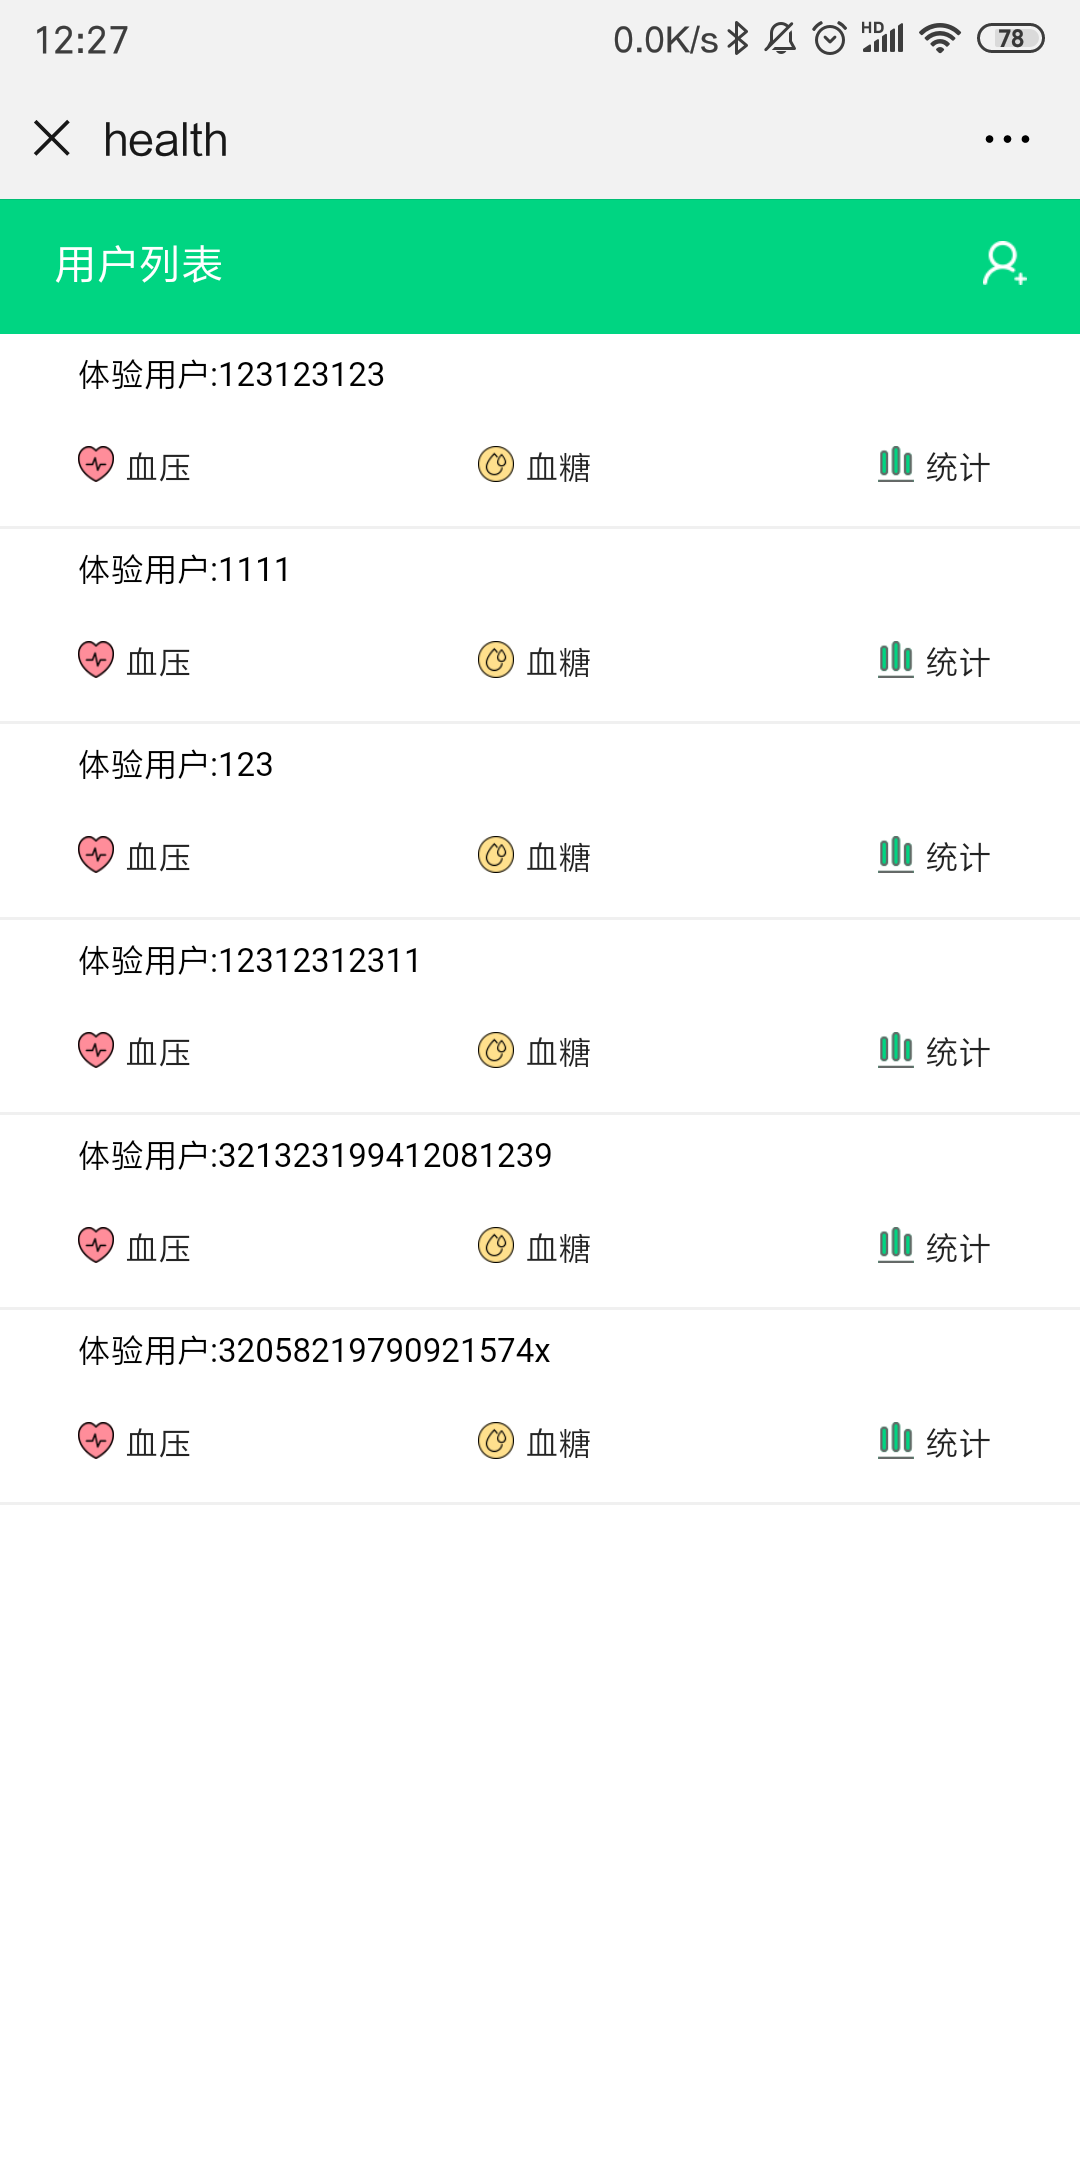 12:27 0.0K/s HD 78
health
用户列表
体验用户:123123123
血压 血糖 统计
体验用户:1111
血压 血糖 统计
体验用户:123
血压 血糖 统计
体验用户:12312312311
血压 血糖 统计
体验用户:321323199412081239
血压 血糖 统计
体验用户:32058219790921574x
血压 血糖 统计